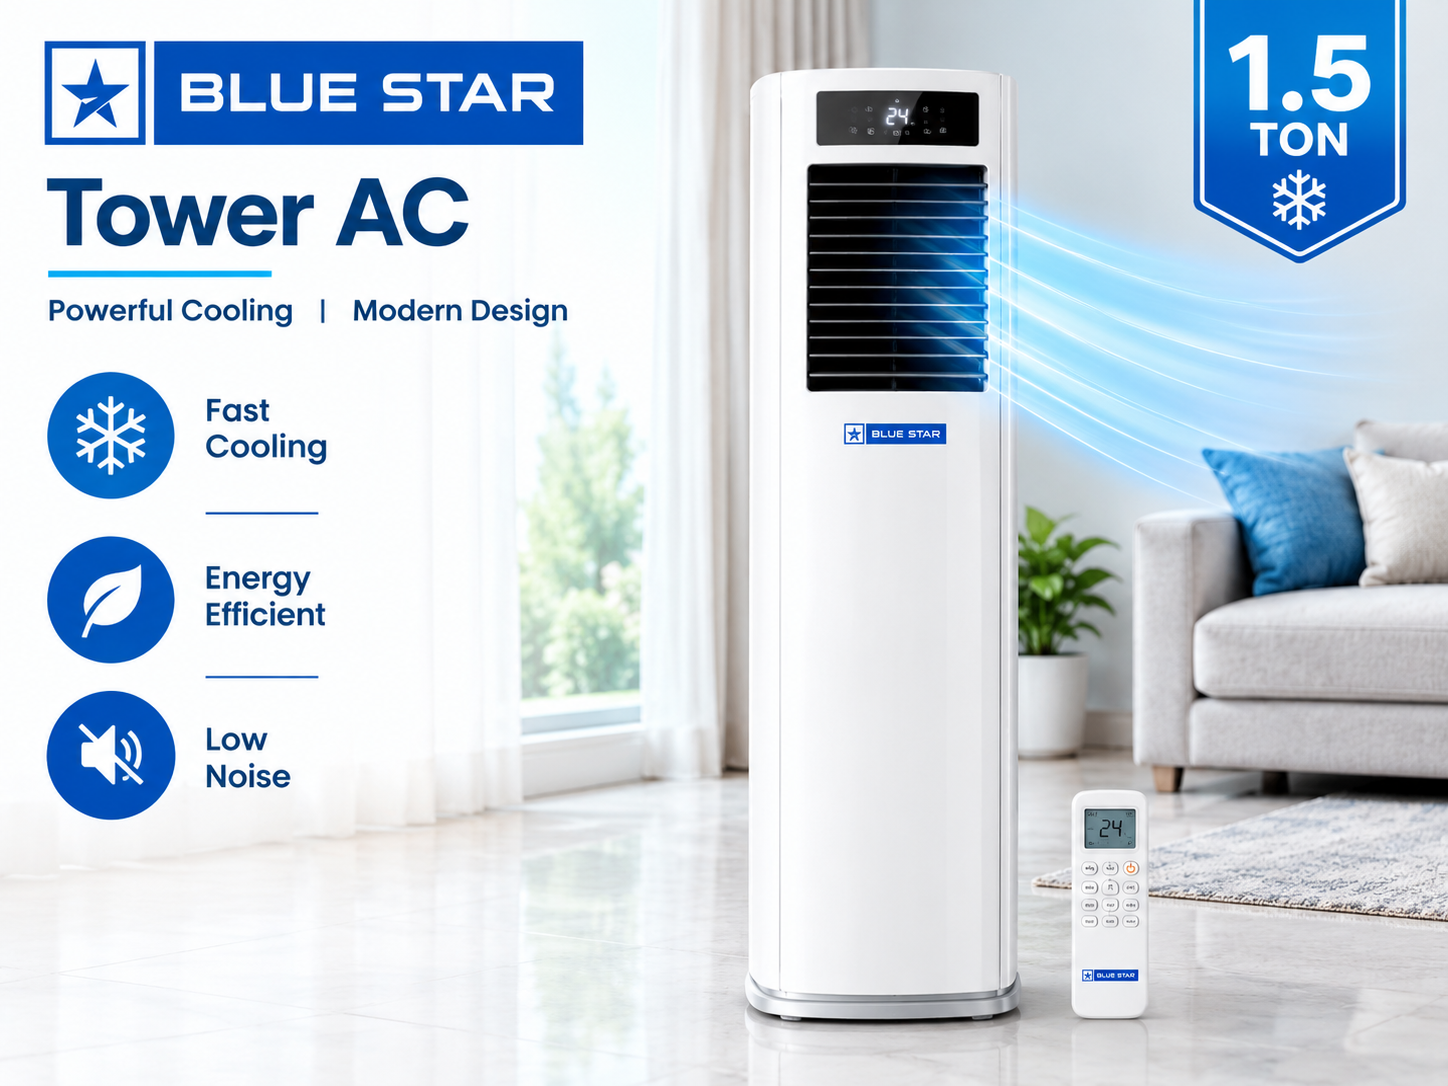 BLUE STAR
Tower AC
Powerful Cooling | Modern Design
Fast
Cooling
Energy
Efficient
Low
Noise
1.5
TON
24
BLUE STAR
24
BLUE STAR